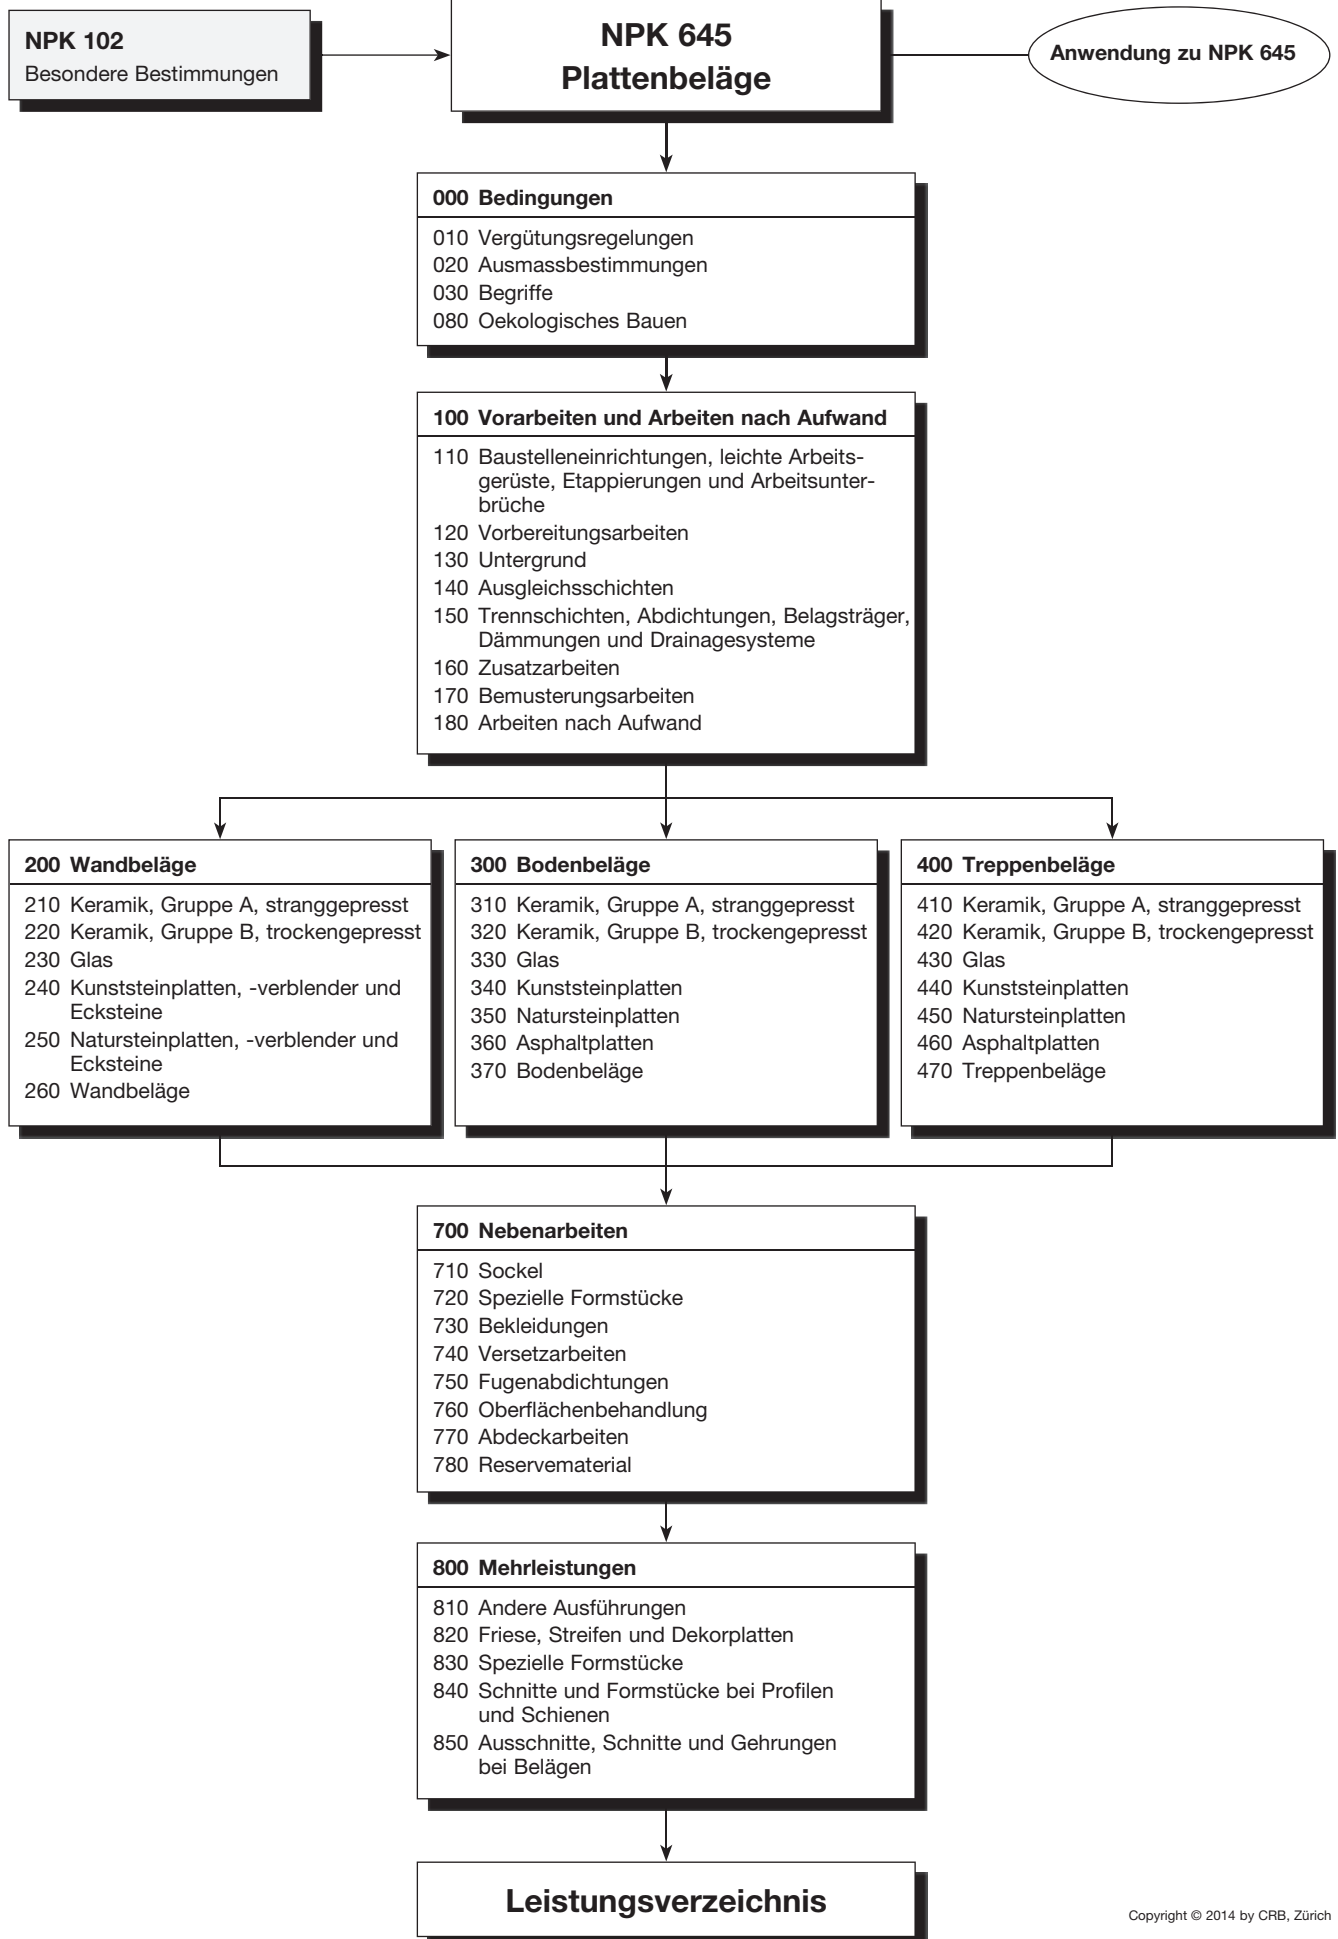 NPK 102
Besondere Bestimmungen
NPK 645
Plattenbeläge
Anwendung zu NPK 645
000 Bedingungen
010 Vergütungsregelungen
020 Ausmassbestimmungen
030 Begriffe
080 Oekologisches Bauen
100 Vorarbeiten und Arbeiten nach Aufwand
110 Baustelleneinrichtungen, leichte Arbeits-
gerüste, Etappierungen und Arbeitsunter-
brüche
120 Vorbereitungsarbeiten
130 Untergrund
140 Ausgleichsschichten
150 Trennschichten, Abdichtungen, Belagsträger,
Dämmungen und Drainagesysteme
160 Zusatzarbeiten
170 Bemusterungsarbeiten
180 Arbeiten nach Aufwand
200 Wandbeläge
210 Keramik, Gruppe A, stranggepresst
220 Keramik, Gruppe B, trockengepresst
230 Glas
240 Kunststeinplatten, -verblender und
Ecksteine
250 Natursteinplatten, -verblender und
Ecksteine
260 Wandbeläge
300 Bodenbeläge
310 Keramik, Gruppe A, stranggepresst
320 Keramik, Gruppe B, trockengepresst
330 Glas
340 Kunststeinplatten
350 Natursteinplatten
360 Asphaltplatten
370 Bodenbeläge
400 Treppenbeläge
410 Keramik, Gruppe A, stranggepresst
420 Keramik, Gruppe B, trockengepresst
430 Glas
440 Kunststeinplatten
450 Natursteinplatten
460 Asphaltplatten
470 Treppenbeläge
700 Nebenarbeiten
710 Sockel
720 Spezielle Formstücke
730 Bekleidungen
740 Versetzarbeiten
750 Fugenabdichtungen
760 Oberflächenbehandlung
770 Abdeckarbeiten
780 Reservematerial
800 Mehrleistungen
810 Andere Ausführungen
820 Friese, Streifen und Dekorplatten
830 Spezielle Formstücke
840 Schnitte und Formstücke bei Profilen
und Schienen
850 Ausschnitte, Schnitte und Gehrungen
bei Belägen
Leistungsverzeichnis
Copyright © 2014 by CRB, Zürich